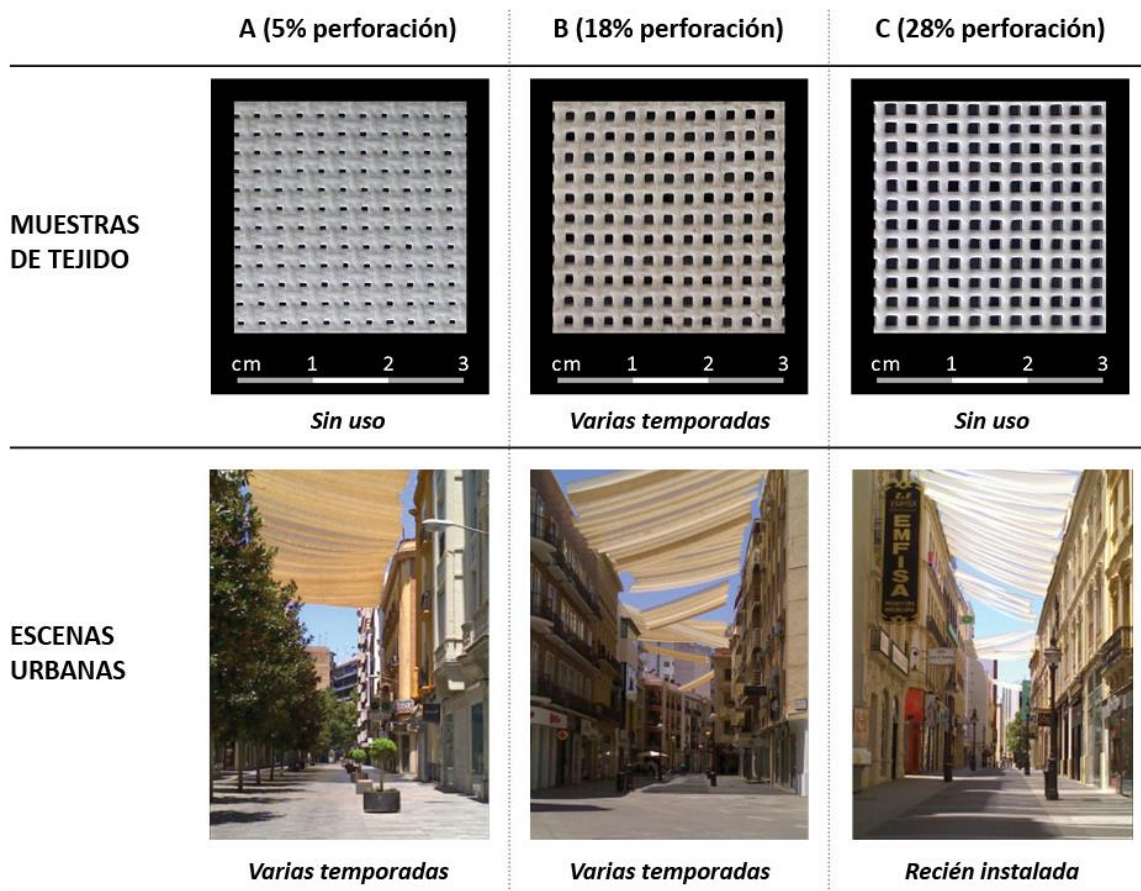 A (5% perforación)
B (18% perforación)
C (28% perforación)
MUESTRAS
DE TEJIDO
cm 1 2 3
cm 1 2 3
cm 1 2 3
Sin uso
Varias temporadas
Sin uso
ESCENAS
URBANAS
EMFISA
Varias temporadas
Varias temporadas
Recién instalada